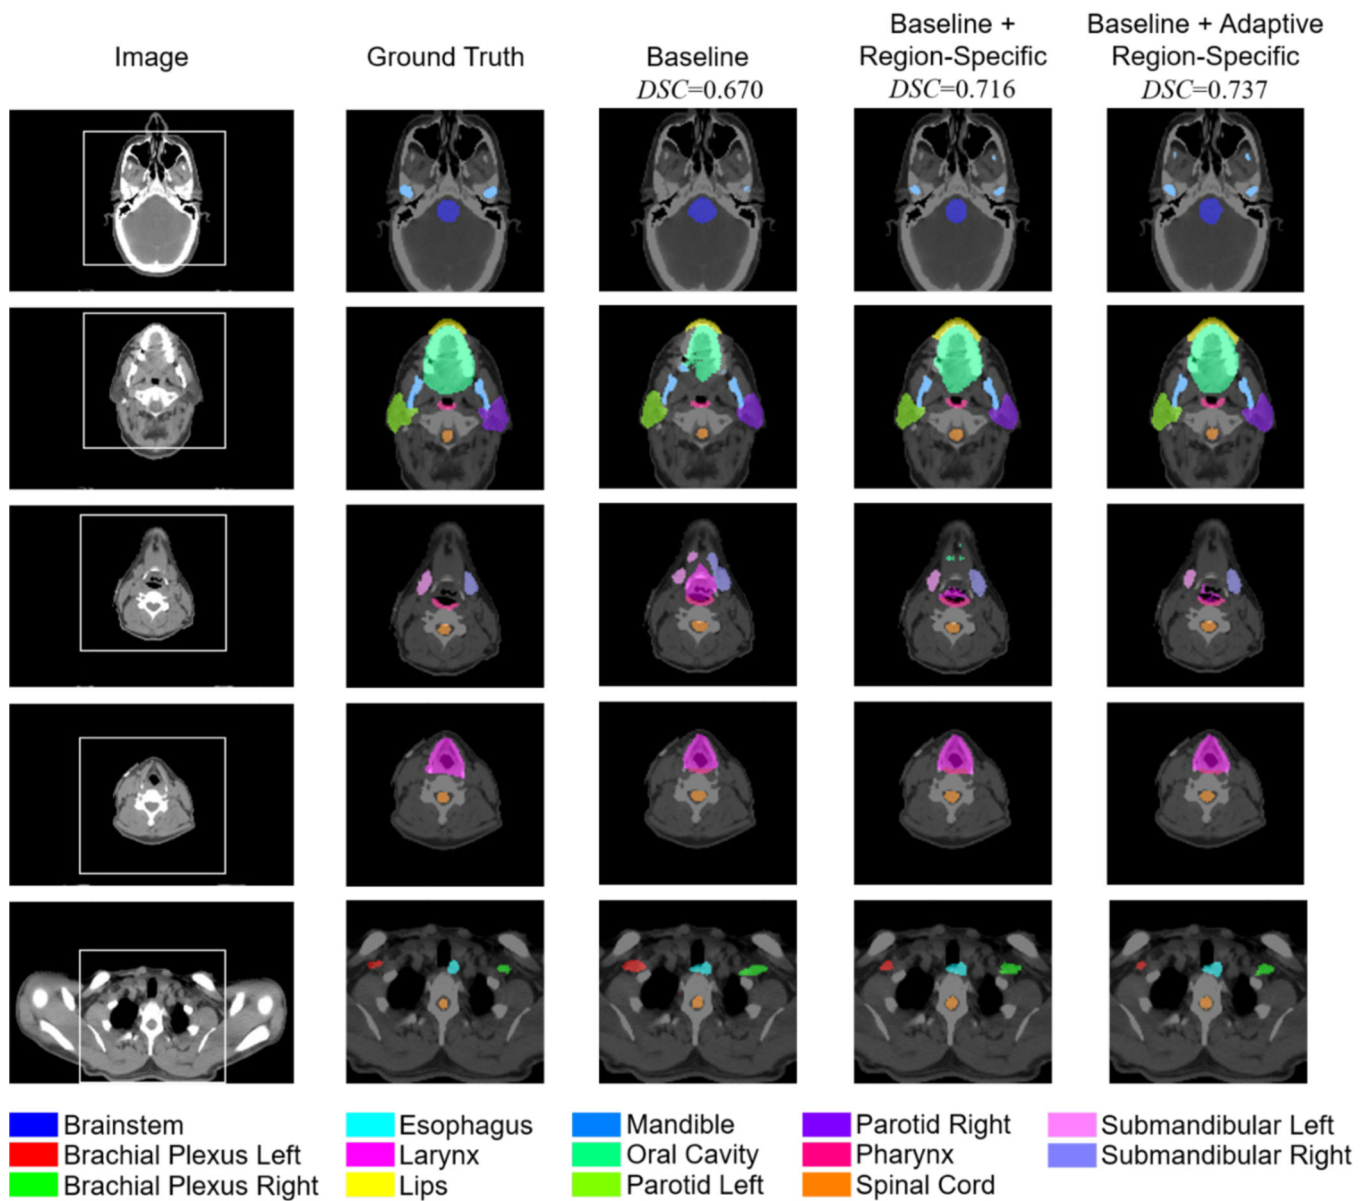 Image
Ground Truth
Baseline
DSC=0.670
Baseline +
Region-Specific
DSC=0.716
Baseline + Adaptive
Region-Specific
DSC=0.737
Brainstem
Brachial Plexus Left
Brachial Plexus Right
Esophagus
Larynx
Lips
Mandible
Oral Cavity
Parotid Left
Parotid Right
Pharynx
Spinal Cord
Submandibular Left
Submandibular Right